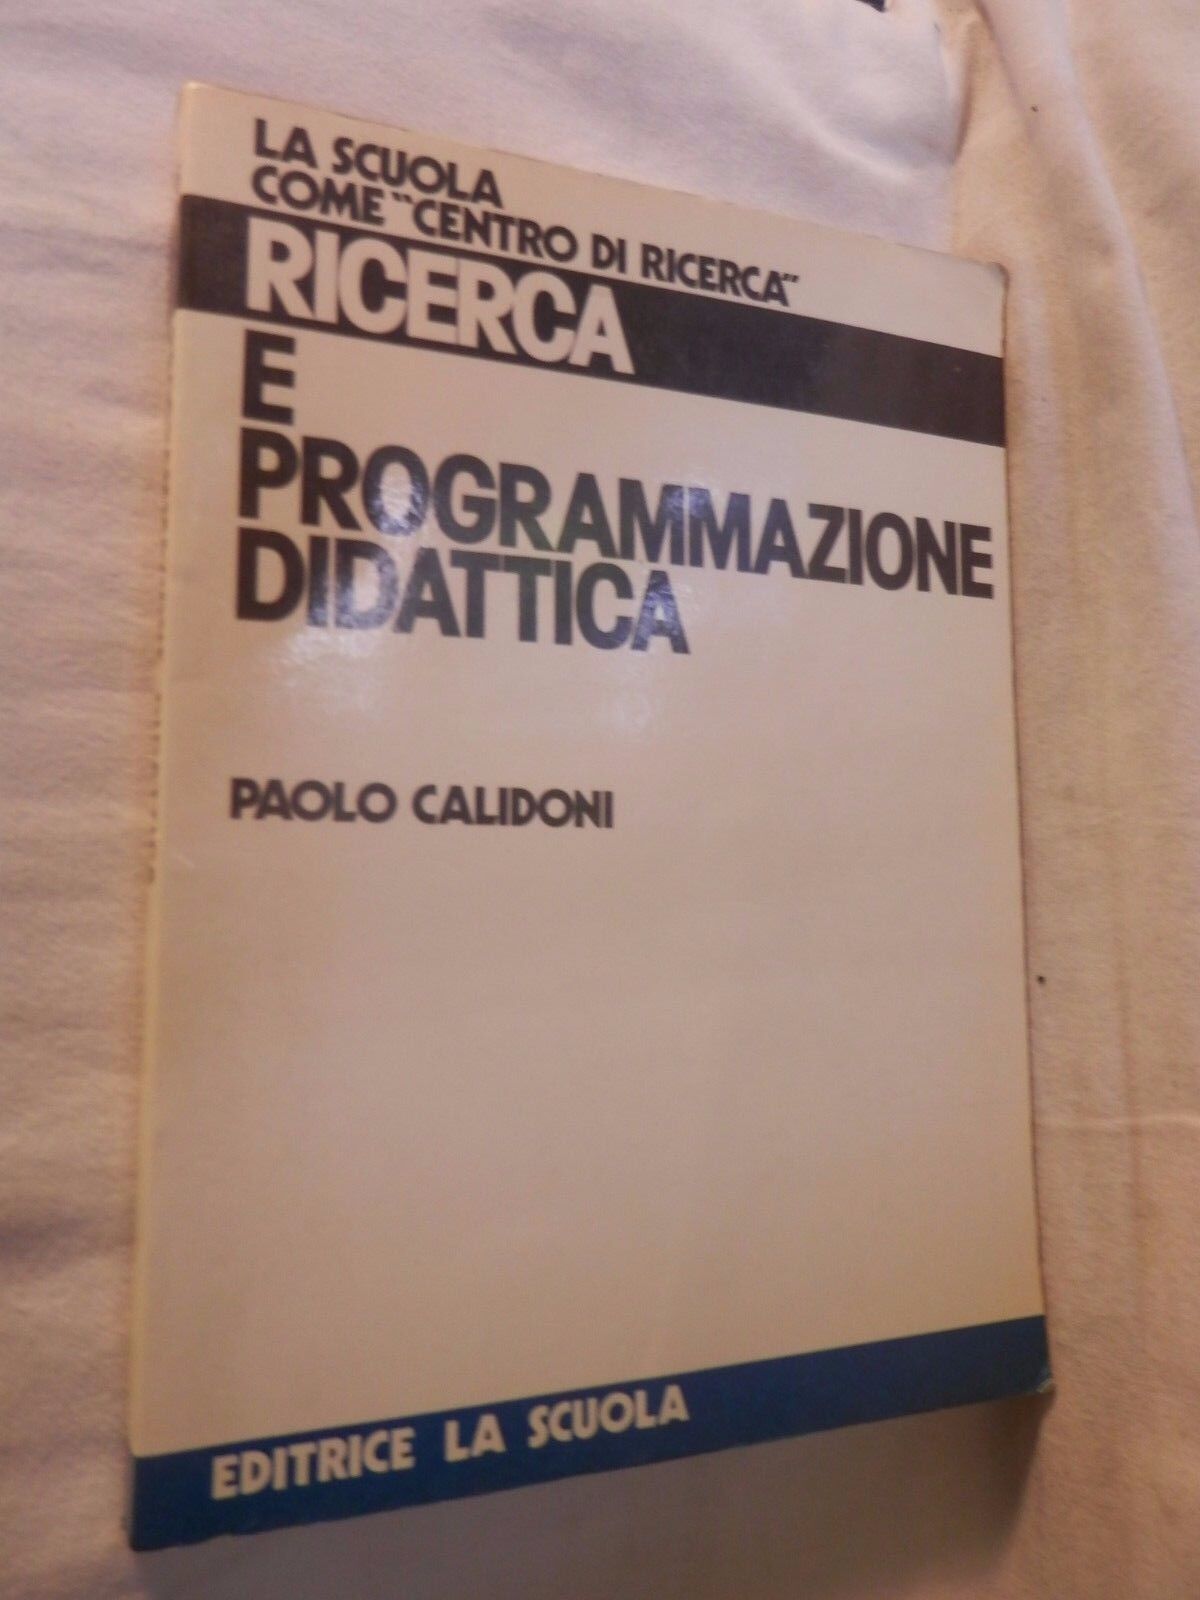 LA SCUOLA
COME "CENTRO DI RICERCA"
RICERCA
E
PROGRAMMAZIONE
DIDATTICA
PAOLO CALIDONI
EDITRICE LA SCUOLA